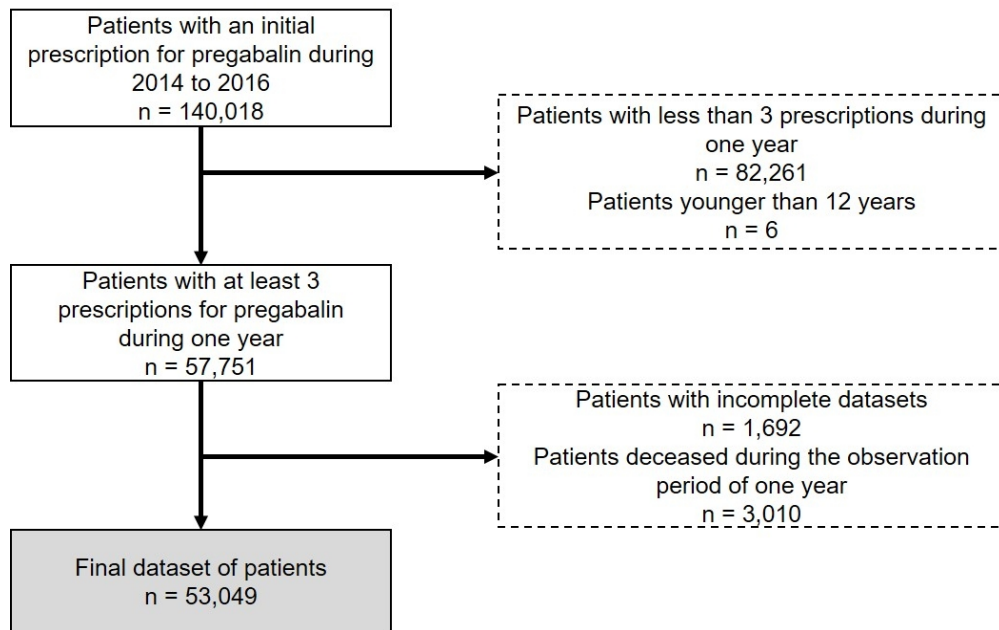 Patients with an initial
prescription for pregabalin during
2014 to 2016
n = 140,018
Patients with less than 3 prescriptions during
one year
n = 82,261
Patients younger than 12 years
n = 6
Patients with at least 3
prescriptions for pregabalin
during one year
n = 57,751
Patients with incomplete datasets
n = 1,692
Patients deceased during the observation
period of one year
n = 3,010
Final dataset of patients
n = 53,049